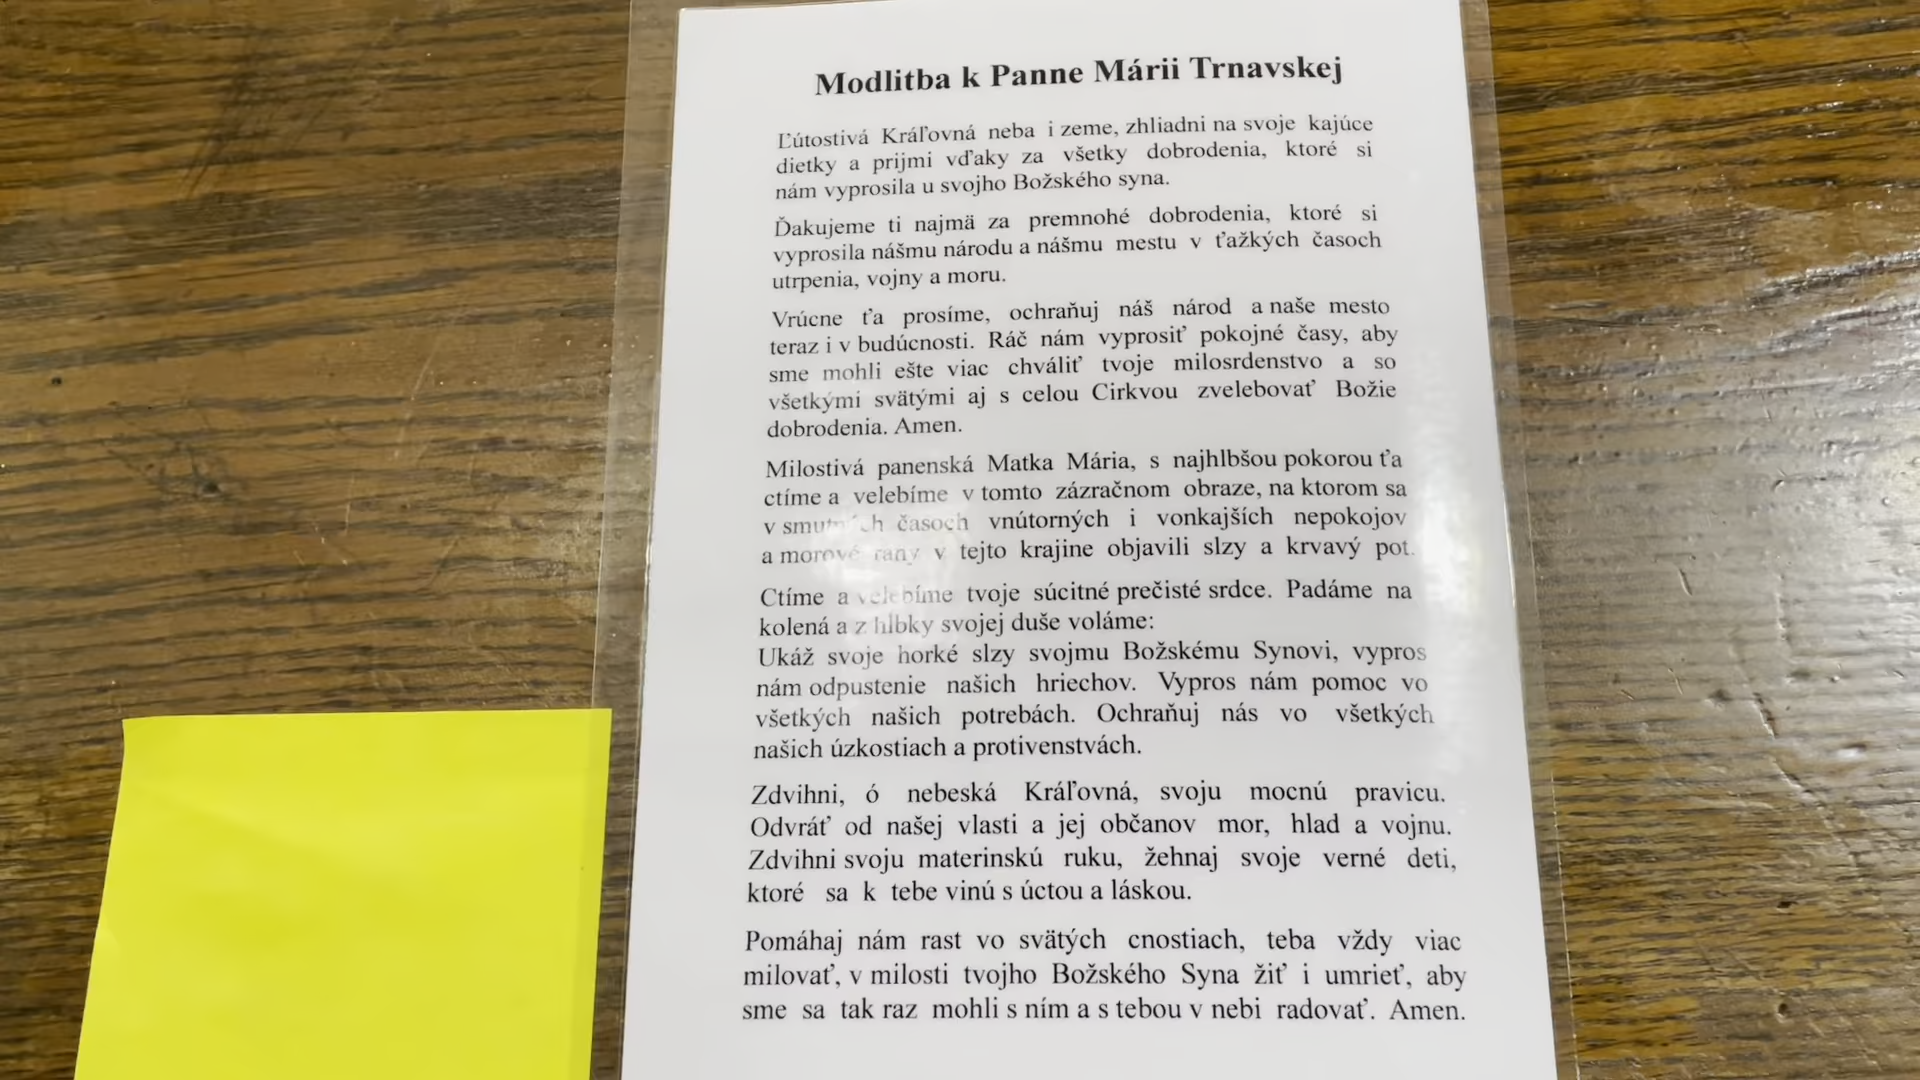 Modlitba k Panne Márii Trnavskej
Ľútostivá Kráľovná neba i zeme, zhliadni na svoje kajúce
dietky a prijmi vďaky za všetky dobrodenia, ktoré si
nám vyprosila u svojho Božského syna.
Ďakujeme ti najmä za premnohé dobrodenia, ktoré si
vyprosila nášmu národu a nášmu mestu v ťažkých časoch
utrpenia, vojny a moru.
Vrúcne ťa prosíme, ochraňuj náš národ a naše mesto
teraz i v budúcnosti. Ráč nám vyprosiť pokojné časy, aby
sme mohli ešte viac chváliť tvoje milosrdenstvo a so
všetkými svätými aj s celou Cirkvou zvelebovať Božie
dobrodenia. Amen.
Milostivá panenská Matka Mária, s najhlbšou pokorou ťa
ctíme a velebíme v tomto zázračnom obraze, na ktorom sa
v smutných časoch vnútorných i vonkajších nepokojov
a morové rany v tejto krajine objavili slzy a krvavý pot.
Ctíme a velebíme tvoje súcitné prečisté srdce. Padáme na
kolená a z hlbky svojej duše voláme:
Ukáž svoje horké slzy svojmu Božskému Synovi, vypros
nám odpustenie našich hriechov. Vypros nám pomoc vo
všetkých našich potrebách. Ochraňuj nás vo všetkých
našich úzkostiach a protivenstvách.
Zdvihni, ó nebeská Kráľovná, svoju mocnú pravicu.
Odvráť od našej vlasti a jej občanov mor, hlad a vojnu.
Zdvihni svoju materinskú ruku, žehnaj svoje verné deti,
ktoré sa k tebe vinú s úctou a láskou.
Pomáhaj nám rast vo svätých cnostiach, teba vždy viac
milovať, v milosti tvojho Božského Syna žiť i umrieť, aby
sme sa tak raz mohli s ním a s tebou v nebi radovať. Amen.